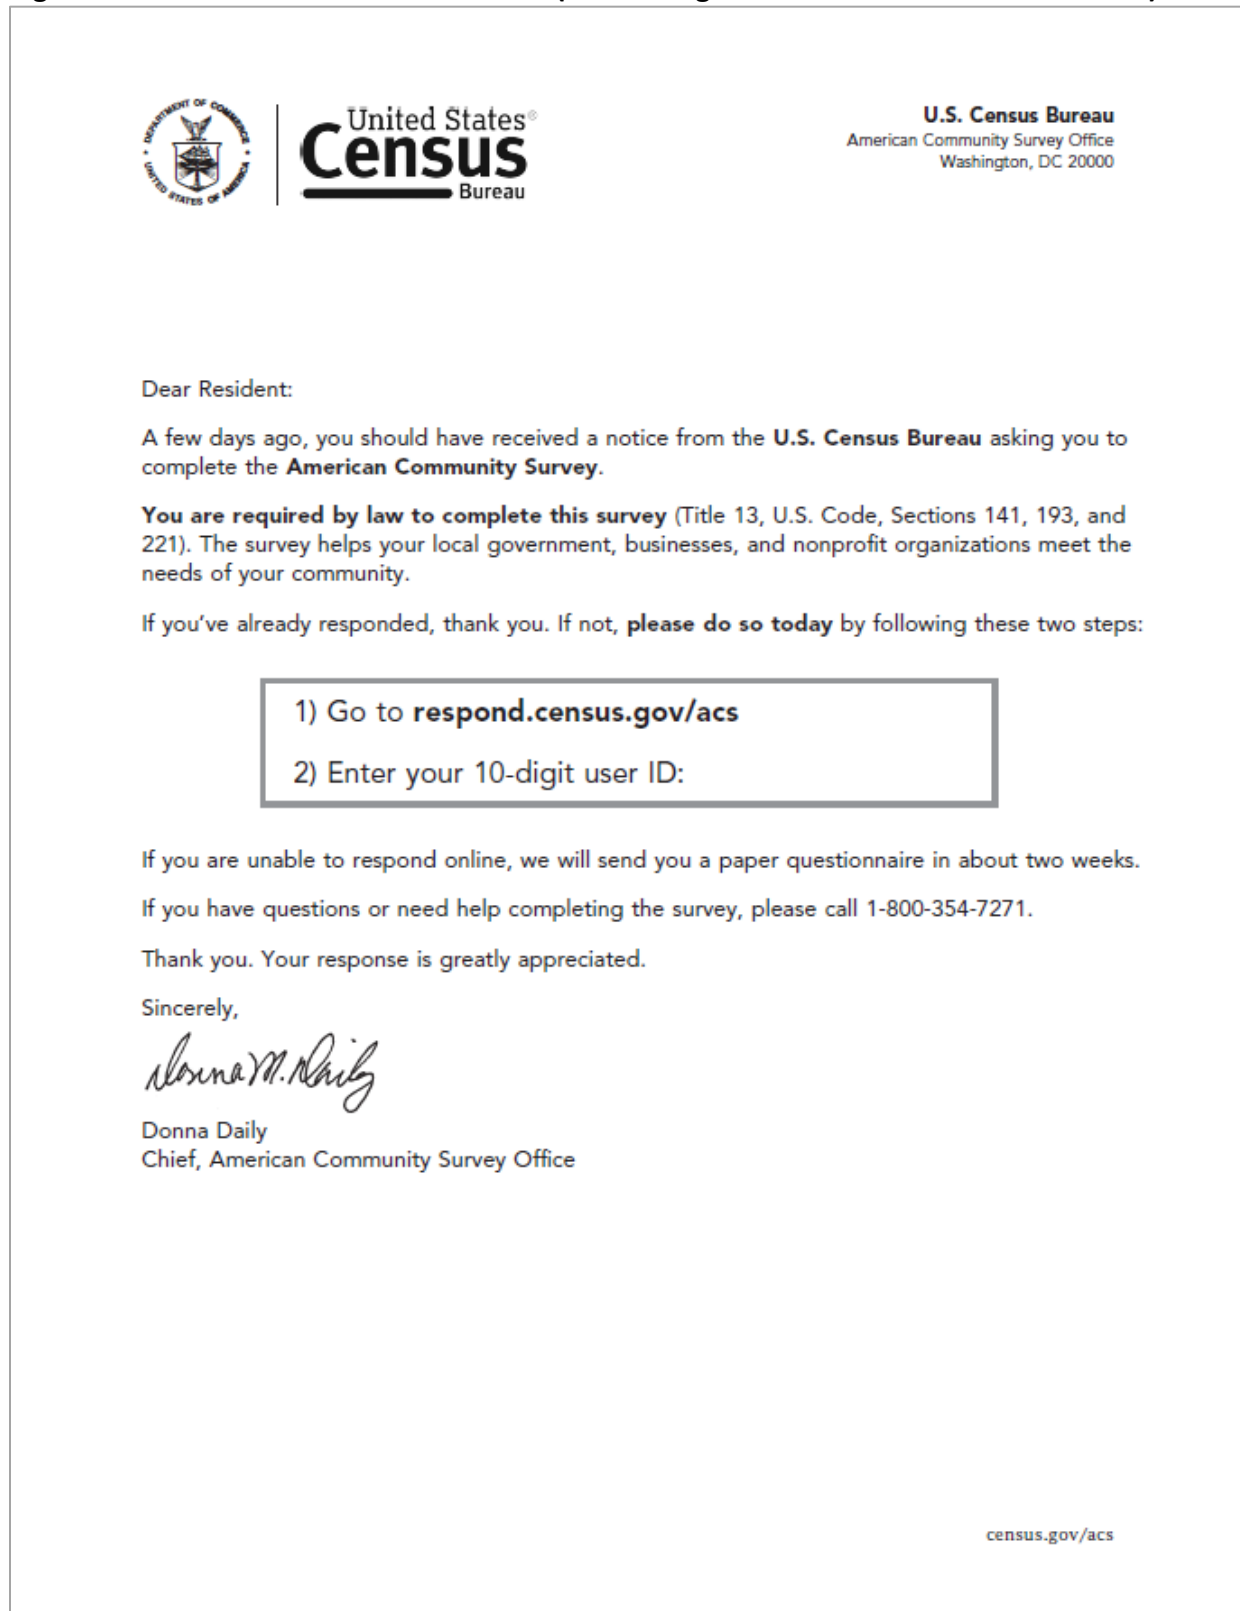 DEPARTMENT OF COMMERCE
UNITED STATES OF AMERICA
United States®
Census
Bureau
U.S. Census Bureau
American Community Survey Office
Washington, DC 20000
Dear Resident:
A few days ago, you should have received a notice from the U.S. Census Bureau asking you to
complete the American Community Survey.
You are required by law to complete this survey (Title 13, U.S. Code, Sections 141, 193, and
221). The survey helps your local government, businesses, and nonprofit organizations meet the
needs of your community.
If you've already responded, thank you. If not, please do so today by following these two steps:
1) Go to respond.census.gov/acs
2) Enter your 10-digit user ID:
If you are unable to respond online, we will send you a paper questionnaire in about two weeks.
If you have questions or need help completing the survey, please call 1-800-354-7271.
Thank you. Your response is greatly appreciated.
Sincerely,
Donna M. Daily
Donna Daily
Chief, American Community Survey Office
census.gov/acs